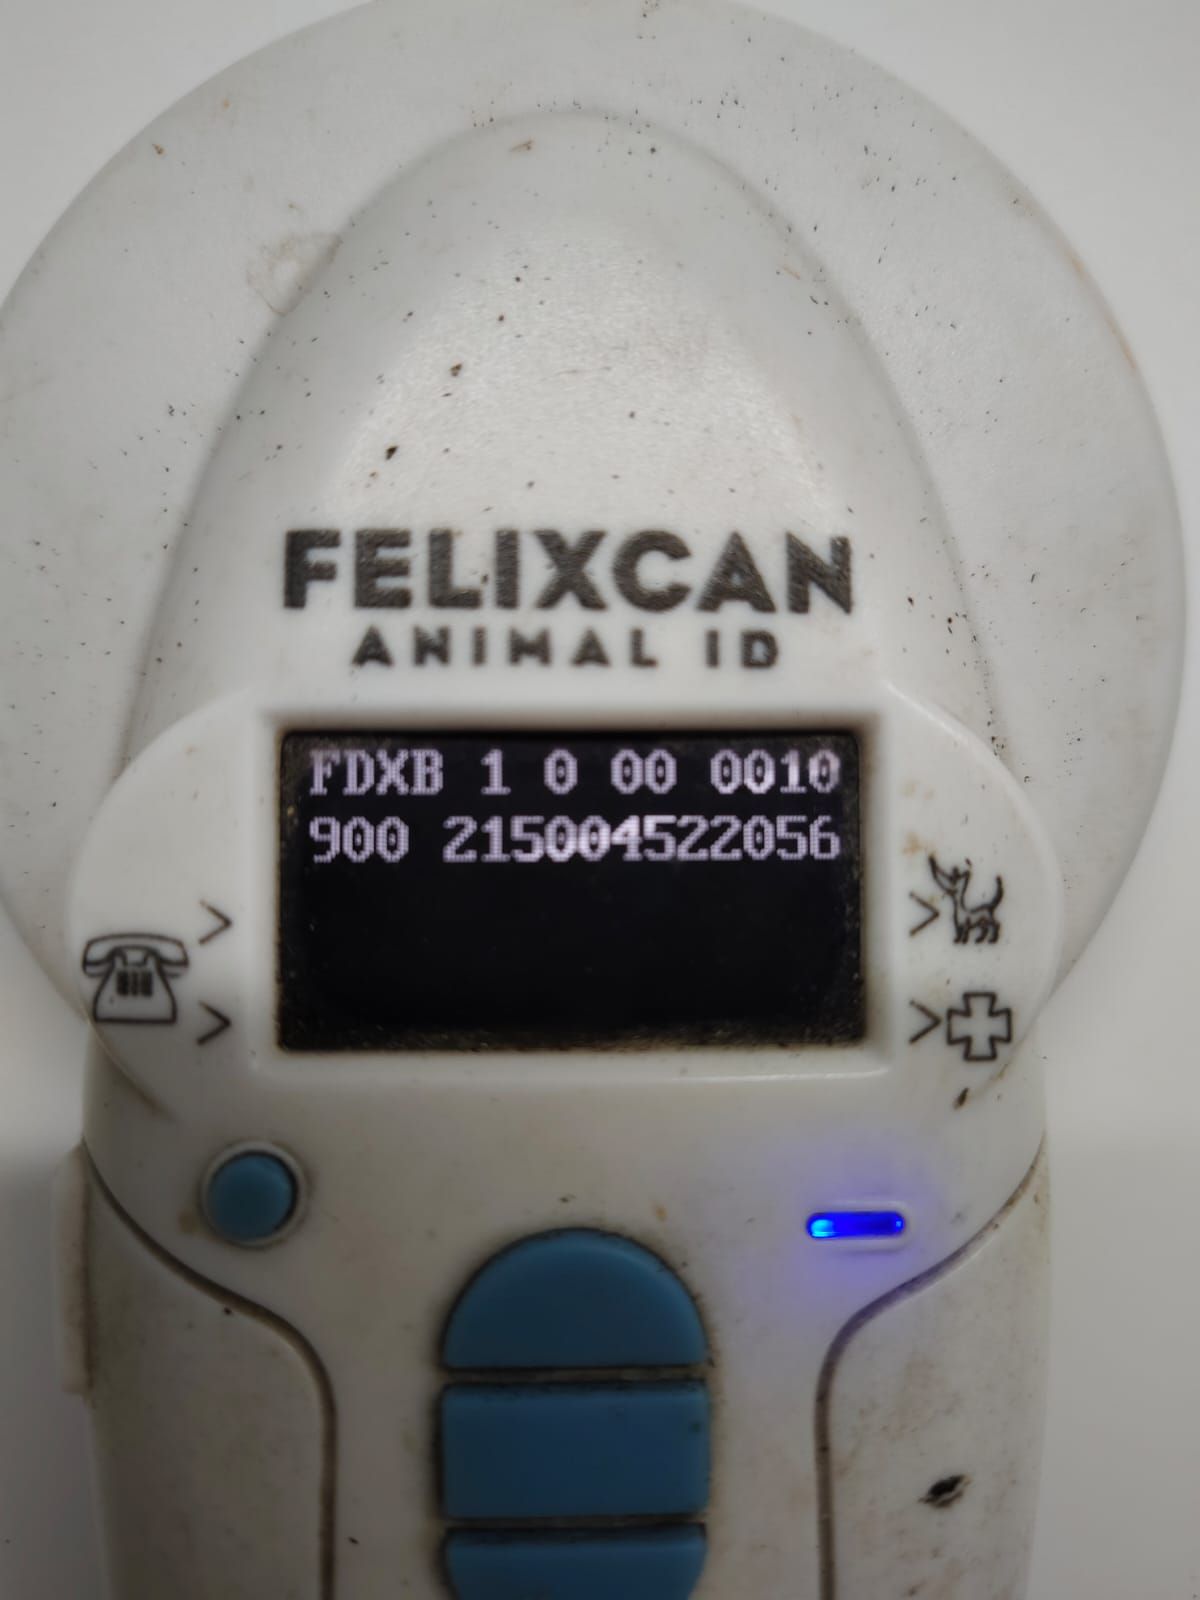 FELIXCAN
ANIMAL ID
FDXB 1 0 00 0010
900 215004522056